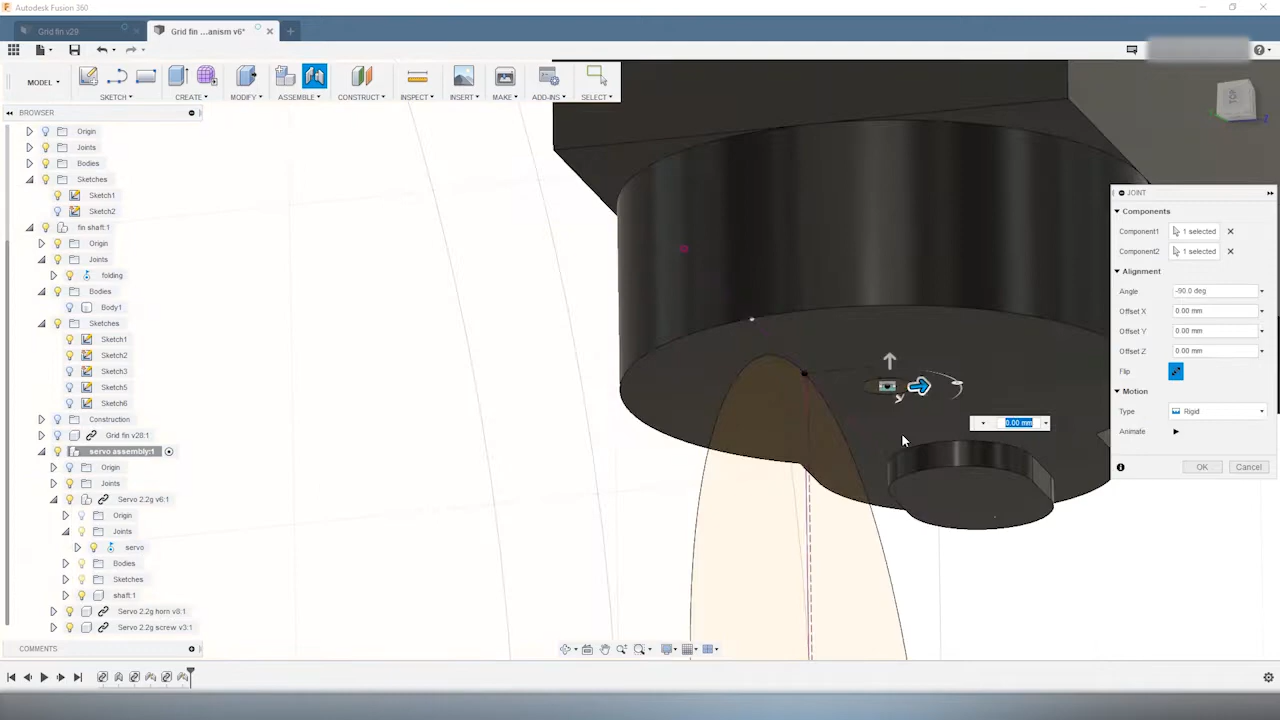 Autodesk Fusion 360
Grid fin v29
Grid fin ...anism v6*
MODEL
SKETCH
CREATE
MODIFY
ASSEMBLE
CONSTRUCT
INSPECT
INSERT
MAKE
ADD-INS
SELECT
BROWSER
Origin
Joints
Bodies
Sketches
Sketch1
Sketch2
fin shaft:1
Origin
Joints
folding
Bodies
Body1
Sketches
Sketch1
Sketch2
Sketch3
Sketch5
Sketch6
Construction
Grid fin v28:1
servo assembly:1
Origin
Joints
Servo 2.2g v6:1
Origin
Joints
servo
Bodies
Sketches
shaft:1
Servo 2.2g horn v8:1
Servo 2.2g screw v3:1
COMMENTS
Z
0.00 mm
JOINT
Components
Component1 1 selected
Component2 1 selected
Alignment
Angle -90.0 deg
Offset X 0.00 mm
Offset Y 0.00 mm
Offset Z 0.00 mm
Flip
Motion
Type Rigid
Animate
OK Cancel